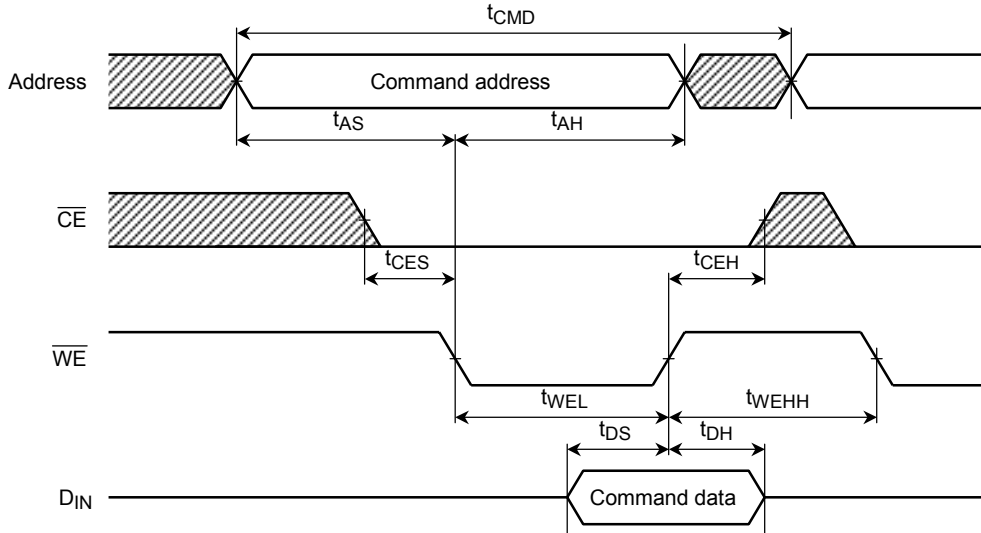 tCMD
Address
Command address
tAS
tAH
CE
tCES
tCEH
WE
tWEL
tWEHH
tDS
tDH
DIN
Command data